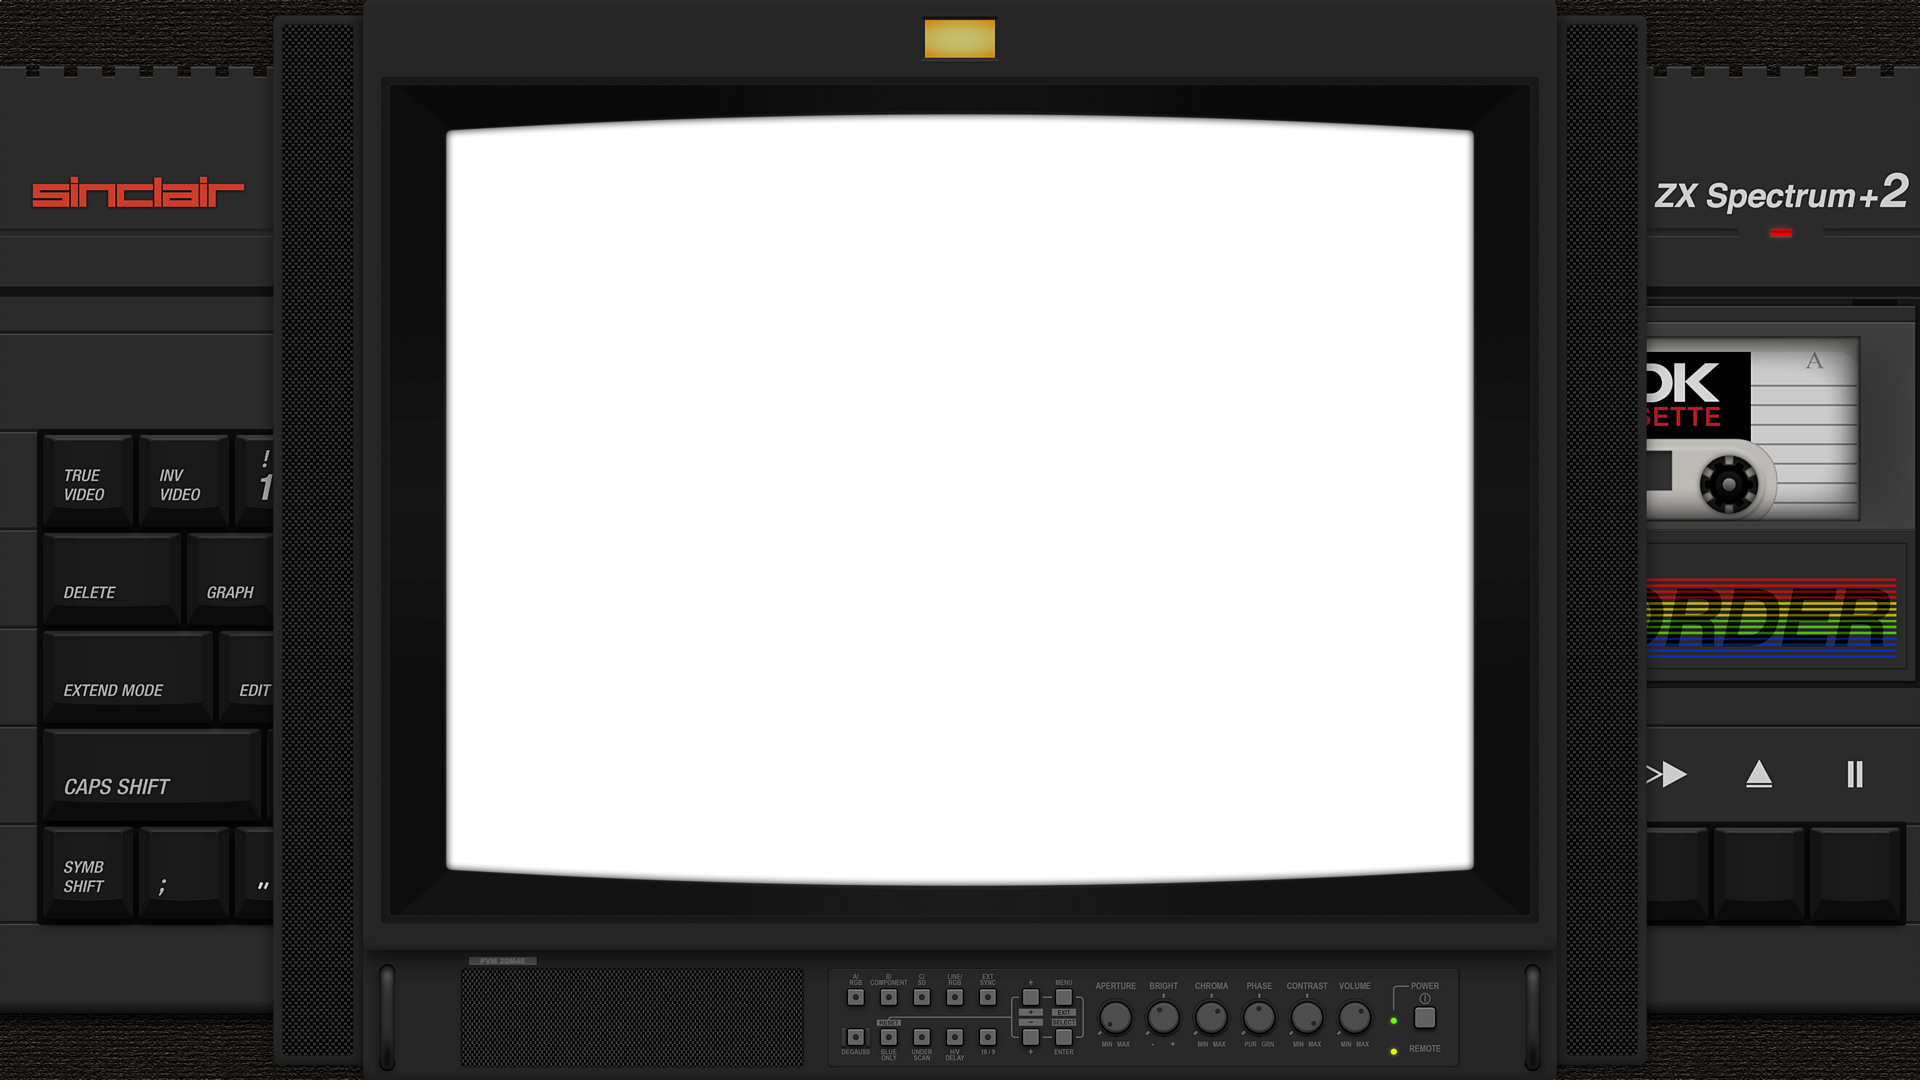 sinclair
ZX Spectrum+2
A
DK
SETTE
TRUE
VIDEO
INV
VIDEO
!
1
DELETE
GRAPH
ORDER
EXTEND MODE
EDIT
CAPS SHIFT
SYMB
SHIFT
;
"
PVM 20M4E
A/
RGB
B/
COMPONENT
C/
SD
LINE/
RGB
EXT
SYNC
+
MENU
APERTURE
BRIGHT
CHROMA
PHASE
CONTRAST
VOLUME
POWER
+
EXIT
RESET
−
SELECT
MIN MAX
- +
MIN MAX
PUR GRN
MIN MAX
MIN MAX
REMOTE
DEGAUSS
BLUE
ONLY
UNDER
SCAN
H/V
DELAY
16 / 9
+
ENTER